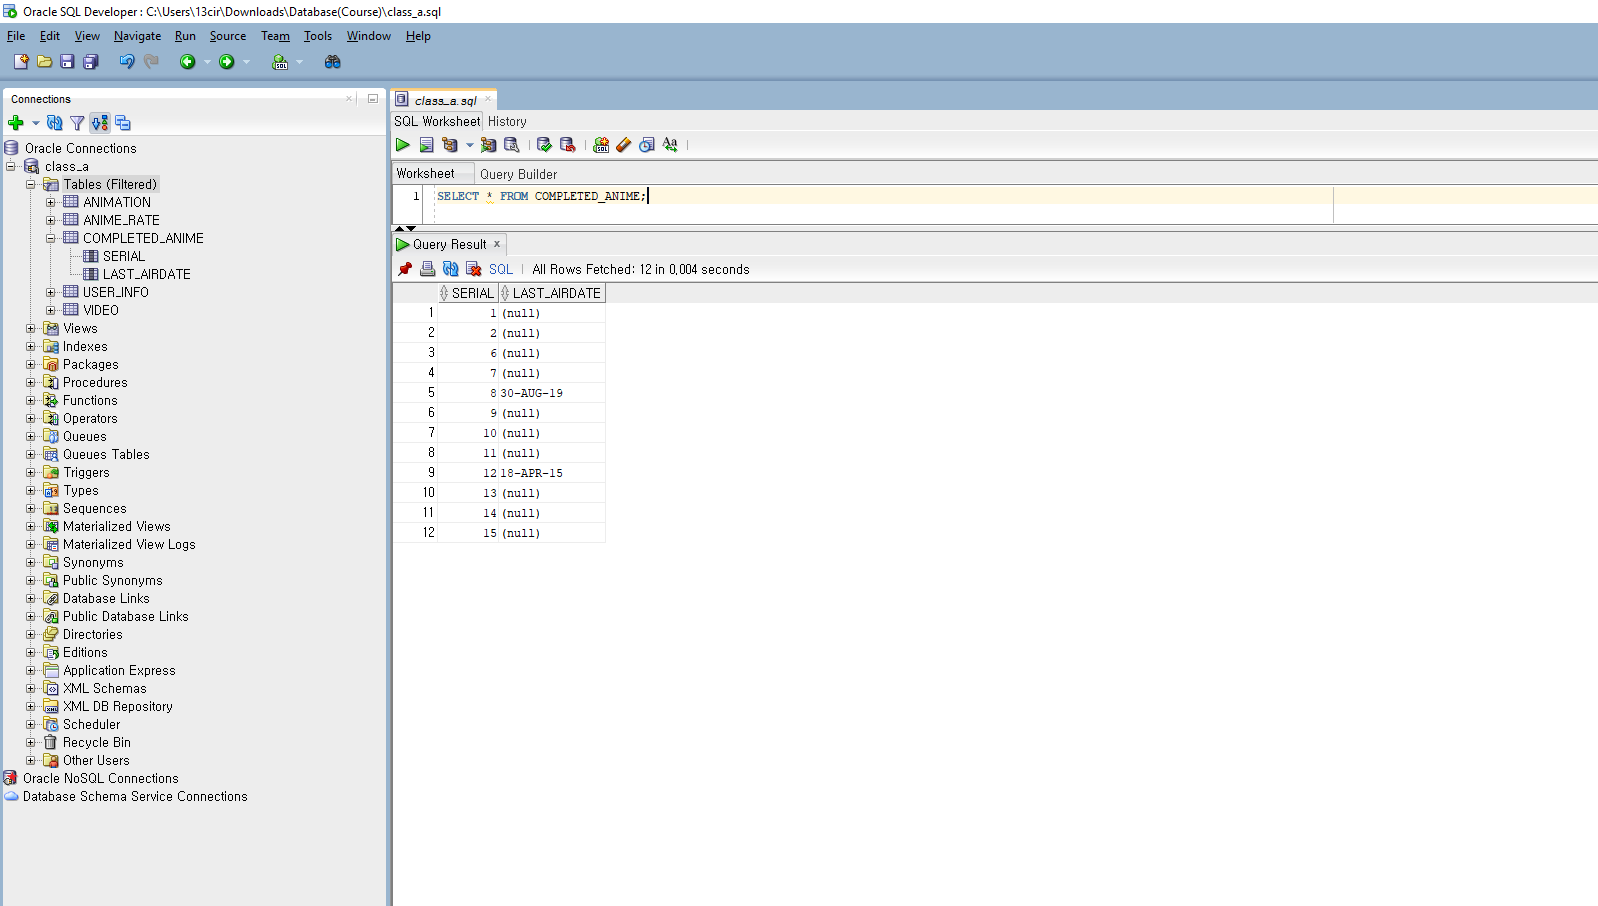 Oracle SQL Developer : C:\Users\13cir\Downloads\Database(Course)\class_a.sql
File Edit View Navigate Run Source Team Tools Window Help
Connections
Oracle Connections
class_a
Tables (Filtered)
ANIMATION
ANIME_RATE
COMPLETED_ANIME
SERIAL
LAST_AIRDATE
USER_INFO
VIDEO
Views
Indexes
Packages
Procedures
Functions
Operators
Queues
Queues Tables
Triggers
Types
Sequences
Materialized Views
Materialized View Logs
Synonyms
Public Synonyms
Database Links
Public Database Links
Directories
Editions
Application Express
XML Schemas
XML DB Repository
Scheduler
Recycle Bin
Other Users
Oracle NoSQL Connections
Database Schema Service Connections
class_a.sql
SQL Worksheet History
Worksheet Query Builder
1 SELECT * FROM COMPLETED_ANIME;
Query Result
SQL All Rows Fetched: 12 in 0,004 seconds
SERIAL LAST_AIRDATE
1 1 (null)
2 2 (null)
3 6 (null)
4 7 (null)
5 8 30-AUG-19
6 9 (null)
7 10 (null)
8 11 (null)
9 12 18-APR-15
10 13 (null)
11 14 (null)
12 15 (null)